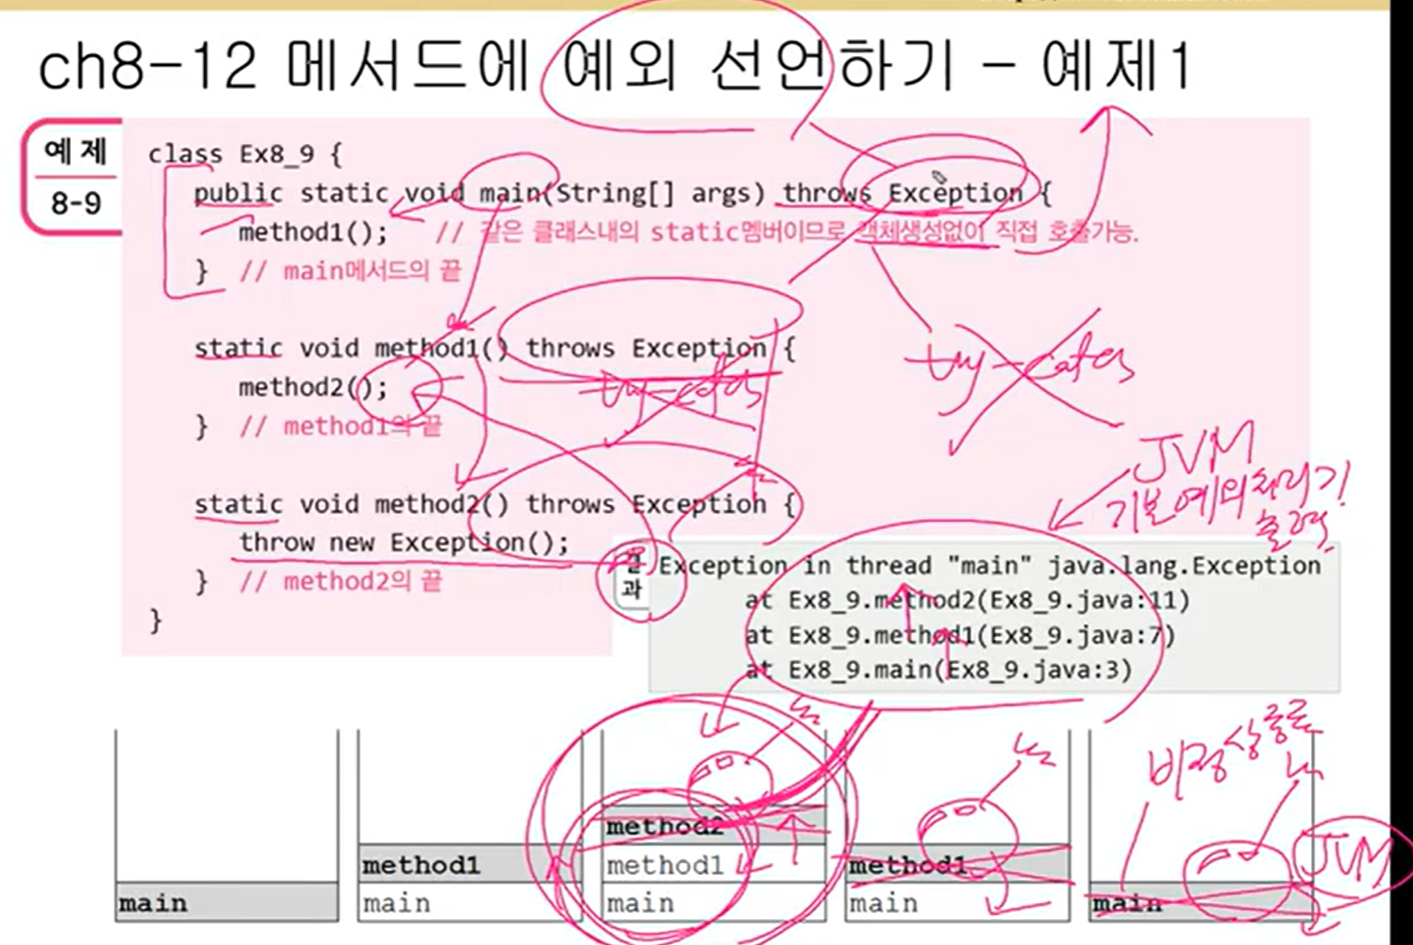 ch8-12 메서드에 예외 선언하기 - 예제1
예제
8-9
class Ex8_9 {
public static void main(String[] args) throws Exception {
method1();   // 같은 클래스내의 static멤버이므로 객체생성없이 직접 호출가능.
}  // main메서드의 끝
static void method1() throws Exception {
method2();
try-catch
}  // method1의 끝
try-catch
static void method2() throws Exception {
throw new Exception();
}  // method2의 끝
}
JVM
기본예외처리기
출력
결과
Exception in thread "main" java.lang.Exception
at Ex8_9.method2(Ex8_9.java:11)
at Ex8_9.method1(Ex8_9.java:7)
at Ex8_9.main(Ex8_9.java:3)
main
method1
main
method2
method1
main
method1
main
비정상종료
main
JVM